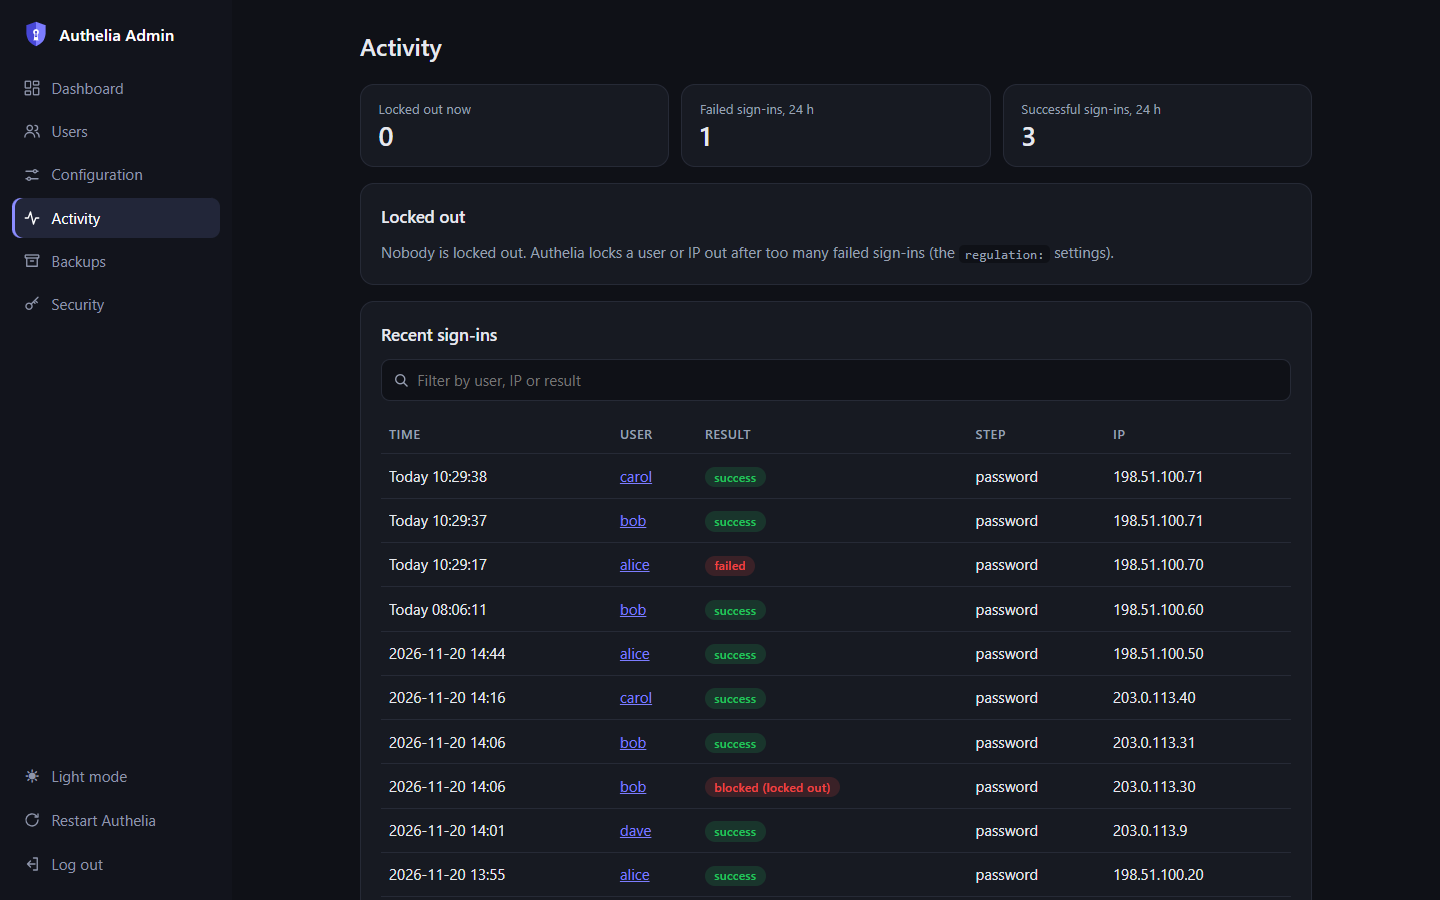 Authelia Admin
Dashboard
Users
Configuration
Activity
Backups
Security
Light mode
Restart Authelia
Log out
Activity
Locked out now
0
Failed sign-ins, 24 h
1
Successful sign-ins, 24 h
3
Locked out
Nobody is locked out. Authelia locks a user or IP out after too many failed sign-ins (the regulation: settings).
Recent sign-ins
Filter by user, IP or result
TIME USER RESULT STEP IP
Today 10:29:38 carol success password 198.51.100.71
Today 10:29:37 bob success password 198.51.100.71
Today 10:29:17 alice failed password 198.51.100.70
Today 08:06:11 bob success password 198.51.100.60
2026-11-20 14:44 alice success password 198.51.100.50
2026-11-20 14:16 carol success password 203.0.113.40
2026-11-20 14:06 bob success password 203.0.113.31
2026-11-20 14:06 bob blocked (locked out) password 203.0.113.30
2026-11-20 14:01 dave success password 203.0.113.9
2026-11-20 13:55 alice success password 198.51.100.20